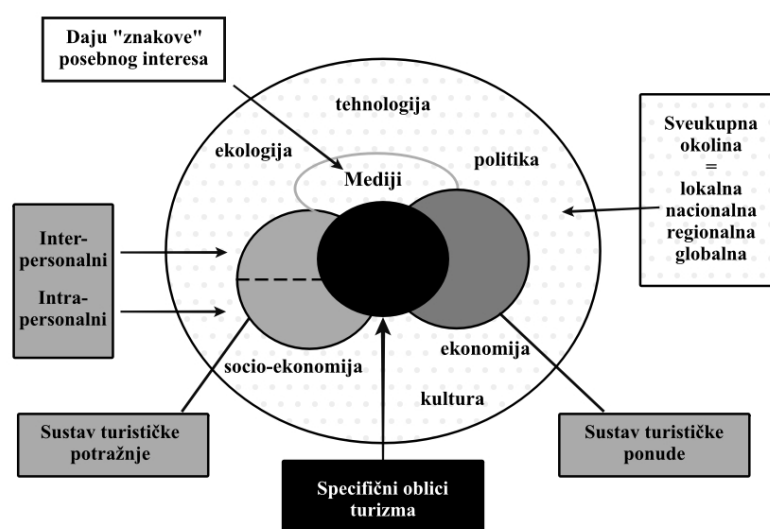 Daju "znakove"
posebnog interesa
tehnologija
ekologija
politika
Mediji
Sveukupna
okolina
=
lokalna
nacionalna
regionalna
globalna
Inter-
personalni
Intra-
personalni
socio-ekonomija
ekonomija
kultura
Sustav turističke
potražnje
Specifični oblici
turizma
Sustav turističke
ponude